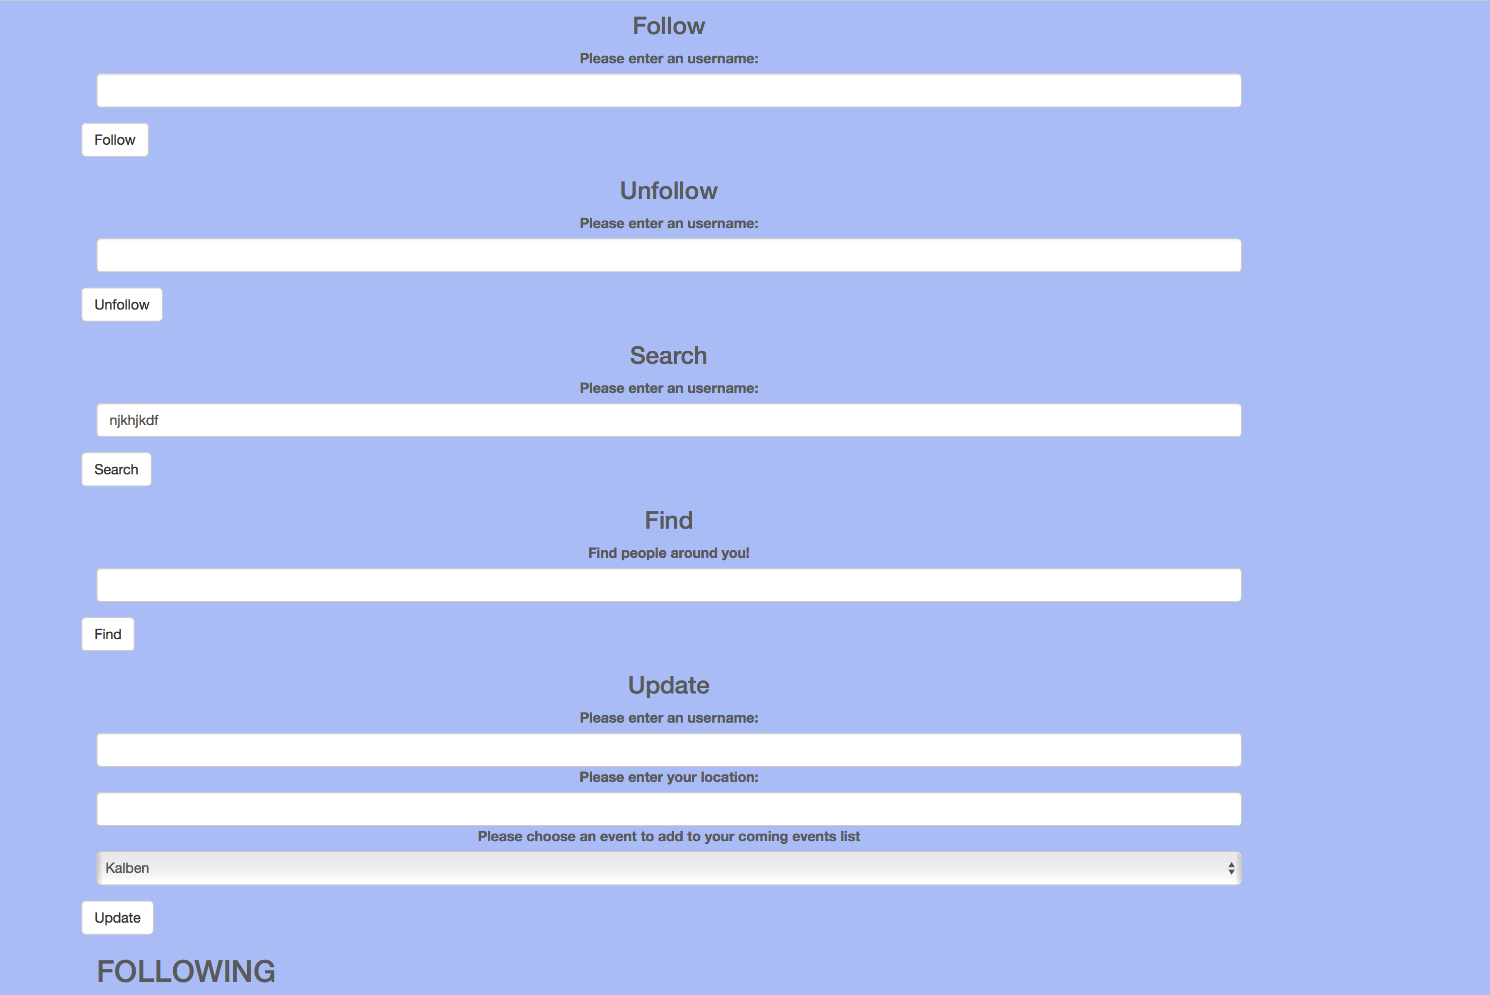 Follow
Please enter an username:
Follow
Unfollow
Please enter an username:
Unfollow
Search
Please enter an username:
njkhjkdf
Search
Find
Find people around you!
Find
Update
Please enter an username:
Please enter your location:
Please choose an event to add to your coming events list
Kalben
Update
FOLLOWING